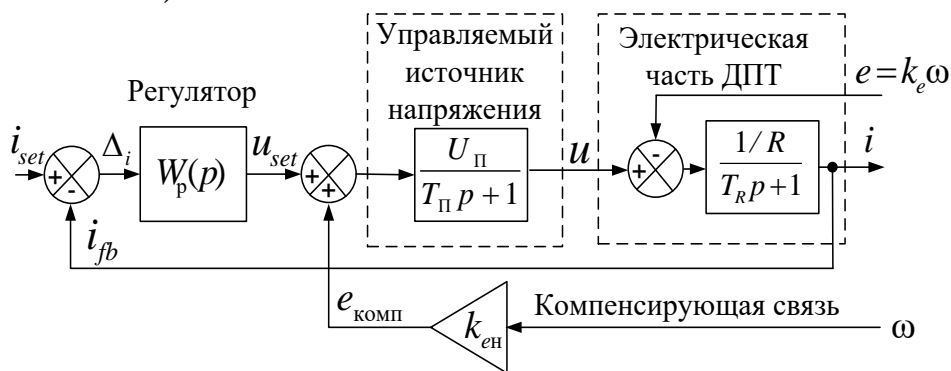 Управляемый
источник
напряжения
Электрическая
часть ДПТ
e = k_e ω
Регулятор
i_set
+
-
Δ_i
W_р(p)
u_set
+
+
U_П
T_П p + 1
u
+
-
1/R
T_R p + 1
i
i_fb
e_комп
k_ен
Компенсирующая связь
ω